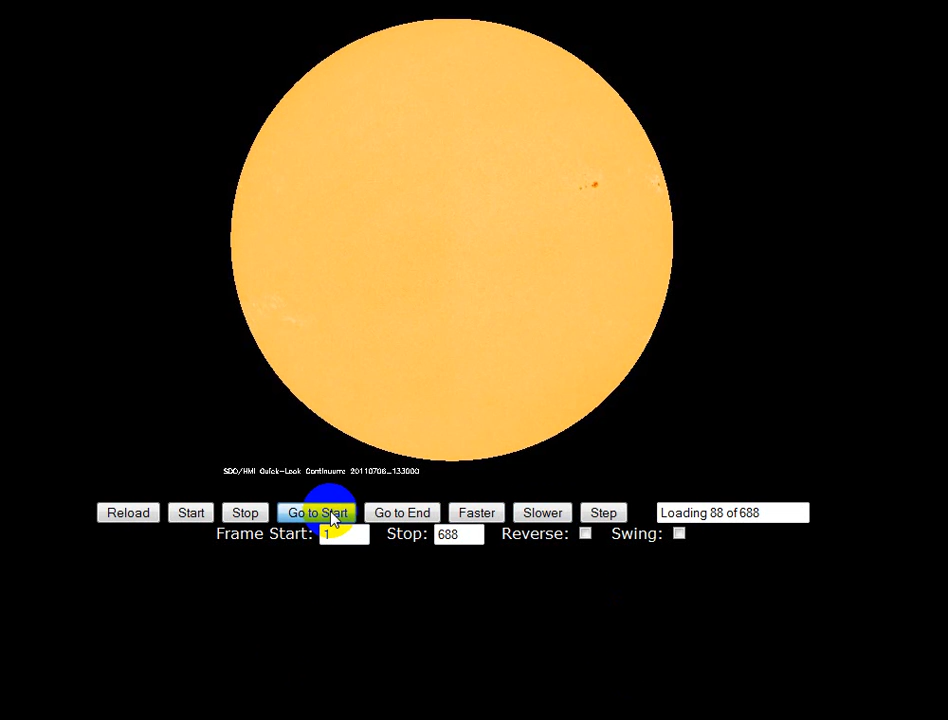 SDO/HMI Quick-Look Continuum: 20110706_133000
Reload Start Stop Go to Start Go to End Faster Slower Step Loading 88 of 688
Frame Start: 1 Stop: 688 Reverse: Swing: